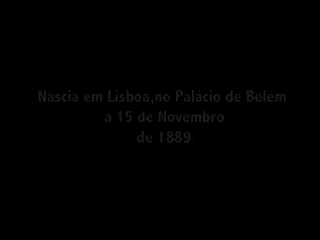 Nascia em Lisboa,no Palácio de Belém
a 15 de Novembro
de 1889.